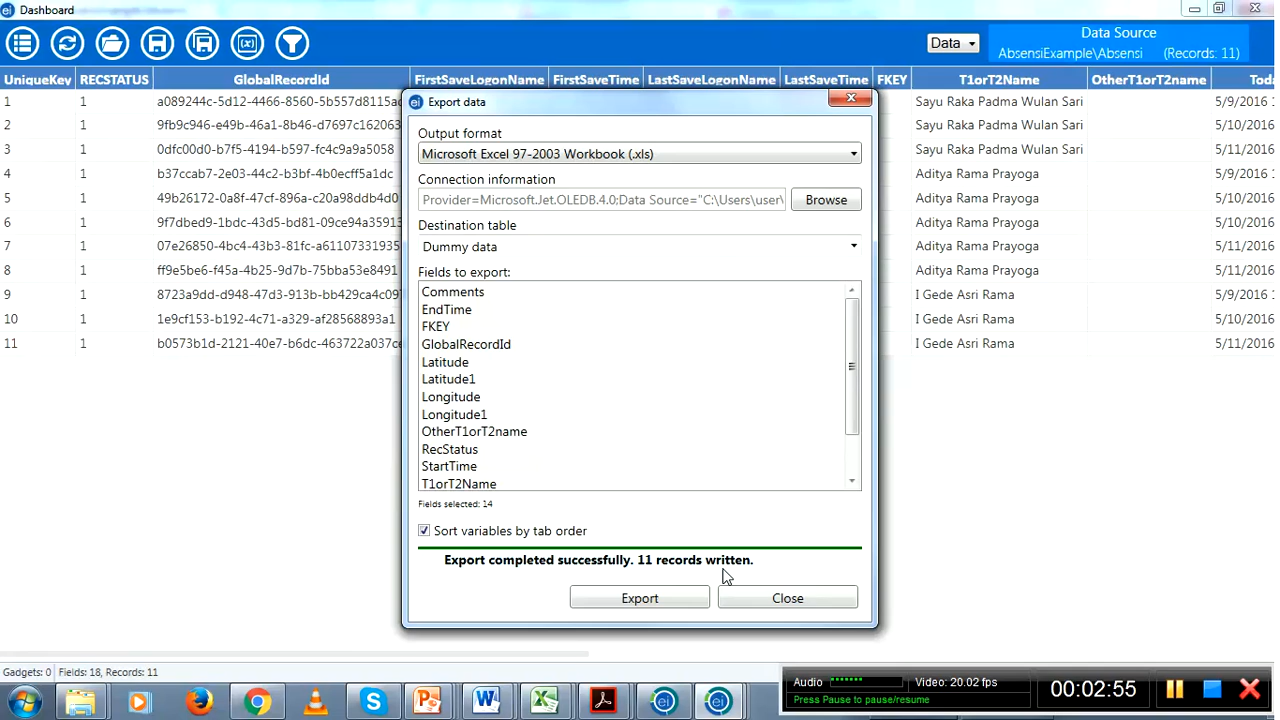 Dashboard
Data
Data Source
AbsensiExample\Absensi (Records: 11)
UniqueKey RECSTATUS GlobalRecordId FirstSaveLogonName FirstSaveTime LastSaveLogonName LastSaveTime FKEY T1orT2Name OtherT1orT2name Toda
1 1 a089244c-5d12-4466-8560-5b557d8115ac Sayu Raka Padma Wulan Sari 5/9/2016 1
2 1 9fb9c946-e49b-46a1-8b46-d7697c162063 Sayu Raka Padma Wulan Sari 5/10/2016
3 1 0dfc00d0-b7f5-4194-b597-fc4c9a9a5058 Sayu Raka Padma Wulan Sari 5/11/2016
4 1 b37ccab7-2e03-44c2-b3bf-4b0ecff5a1dc Aditya Rama Prayoga 5/9/2016 1
5 1 49b26172-0a8f-47cf-896a-c20a98ddb4d0 Aditya Rama Prayoga 5/10/2016
6 1 9f7dbed9-1bdc-43d5-bd81-09ce94a35913 Aditya Rama Prayoga 5/10/2016
7 1 07e26850-4bc4-43b3-81fc-a61107331935 Aditya Rama Prayoga 5/11/2016
8 1 ff9e5be6-f45a-4b25-9d7b-75bba53e8491 Aditya Rama Prayoga 5/11/2016
9 1 8723a9dd-d948-47d3-913b-bb429ca4c09 I Gede Asri Rama 5/9/2016 1
10 1 1e9cf153-b192-4c71-a329-af28568893a1 I Gede Asri Rama 5/10/2016
11 1 b0573b1d-2121-40e7-b6dc-463722a037ce I Gede Asri Rama 5/11/2016
Export data
Output format
Microsoft Excel 97-2003 Workbook (.xls)
Connection information
Provider=Microsoft.Jet.OLEDB.4.0;Data Source="C:\Users\user\
Browse
Destination table
Dummy data
Fields to export:
Comments
EndTime
FKEY
GlobalRecordId
Latitude
Latitude1
Longitude
Longitude1
OtherT1orT2name
RecStatus
StartTime
T1orT2Name
Fields selected: 14
Sort variables by tab order
Export completed successfully. 11 records written.
Export Close
Gadgets: 0 Fields: 18, Records: 11
Audio Video: 20.02 fps
Press Pause to pause/resume
00:02:55